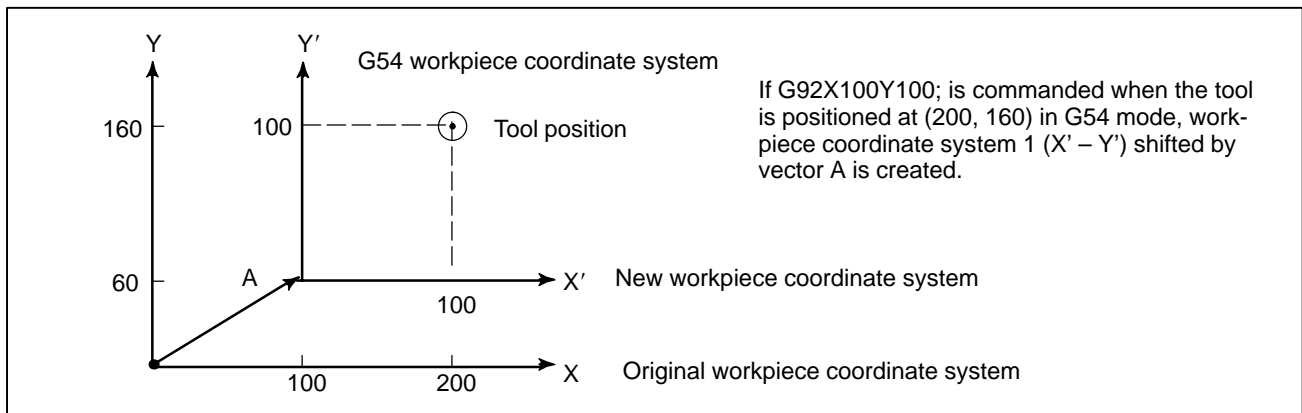 Y
Y′
G54 workpiece coordinate system
If G92X100Y100; is commanded when the tool
is positioned at (200, 160) in G54 mode, work-
piece coordinate system 1 (X' – Y') shifted by
vector A is created.
160
100
Tool position
A
60
X′
New workpiece coordinate system
100
X
Original workpiece coordinate system
100
200